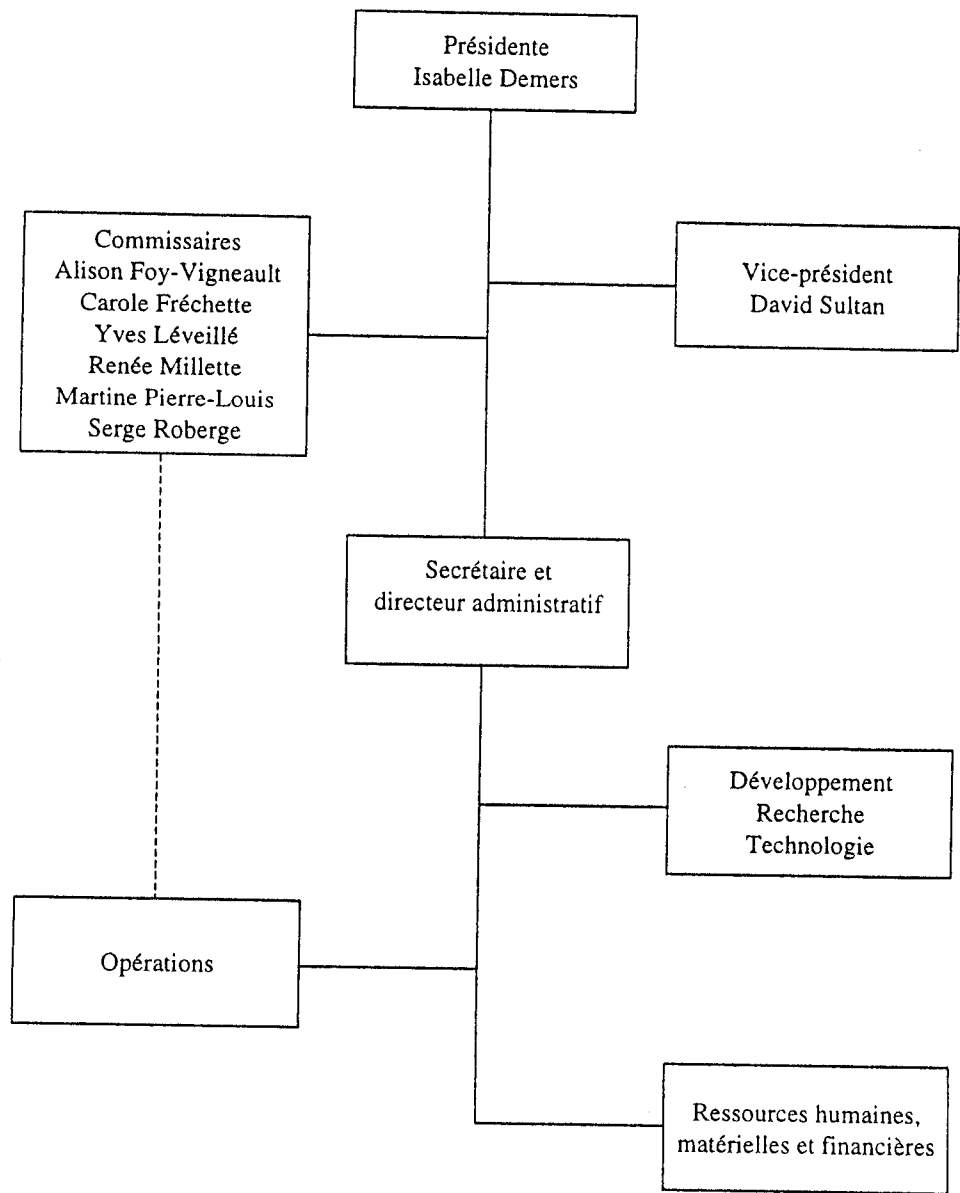 Présidente
Isabelle Demers
Commissaires
Alison Foy-Vigneault
Carole Fréchette
Yves Léveillé
Renée Millette
Martine Pierre-Louis
Serge Roberge
Vice-président
David Sultan
Secrétaire et
directeur administratif
Développement
Recherche
Technologie
Opérations
Ressources humaines,
matérielles et financières